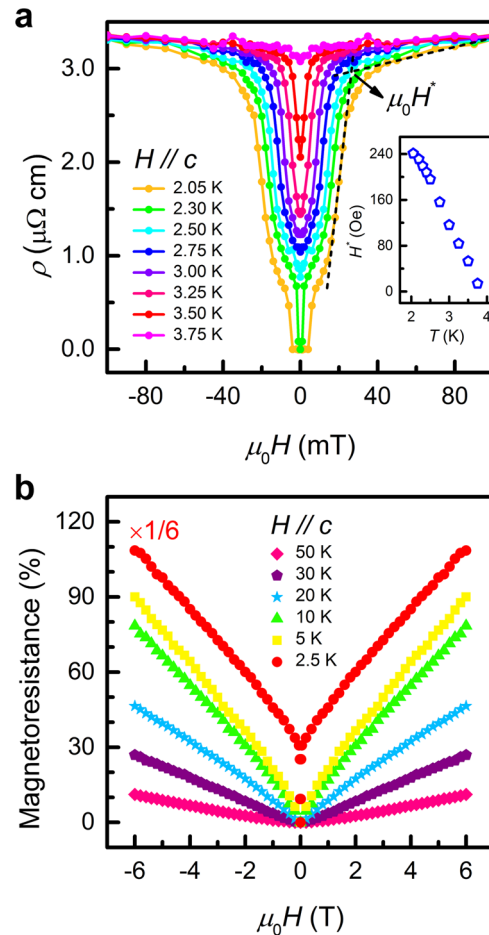 a
3.0
2.0
1.0
0.0
ρ (μΩ cm)
H // c
2.05 K
2.30 K
2.50 K
2.75 K
3.00 K
3.25 K
3.50 K
3.75 K
μ₀H*
240
160
80
0
H* (Oe)
2 3 4
T (K)
-80 -40 0 40 80
μ₀H (mT)
b
120
90
60
30
0
Magnetoresistance (%)
×1/6
H // c
50 K
30 K
20 K
10 K
5 K
2.5 K
-6 -4 -2 0 2 4 6
μ₀H (T)